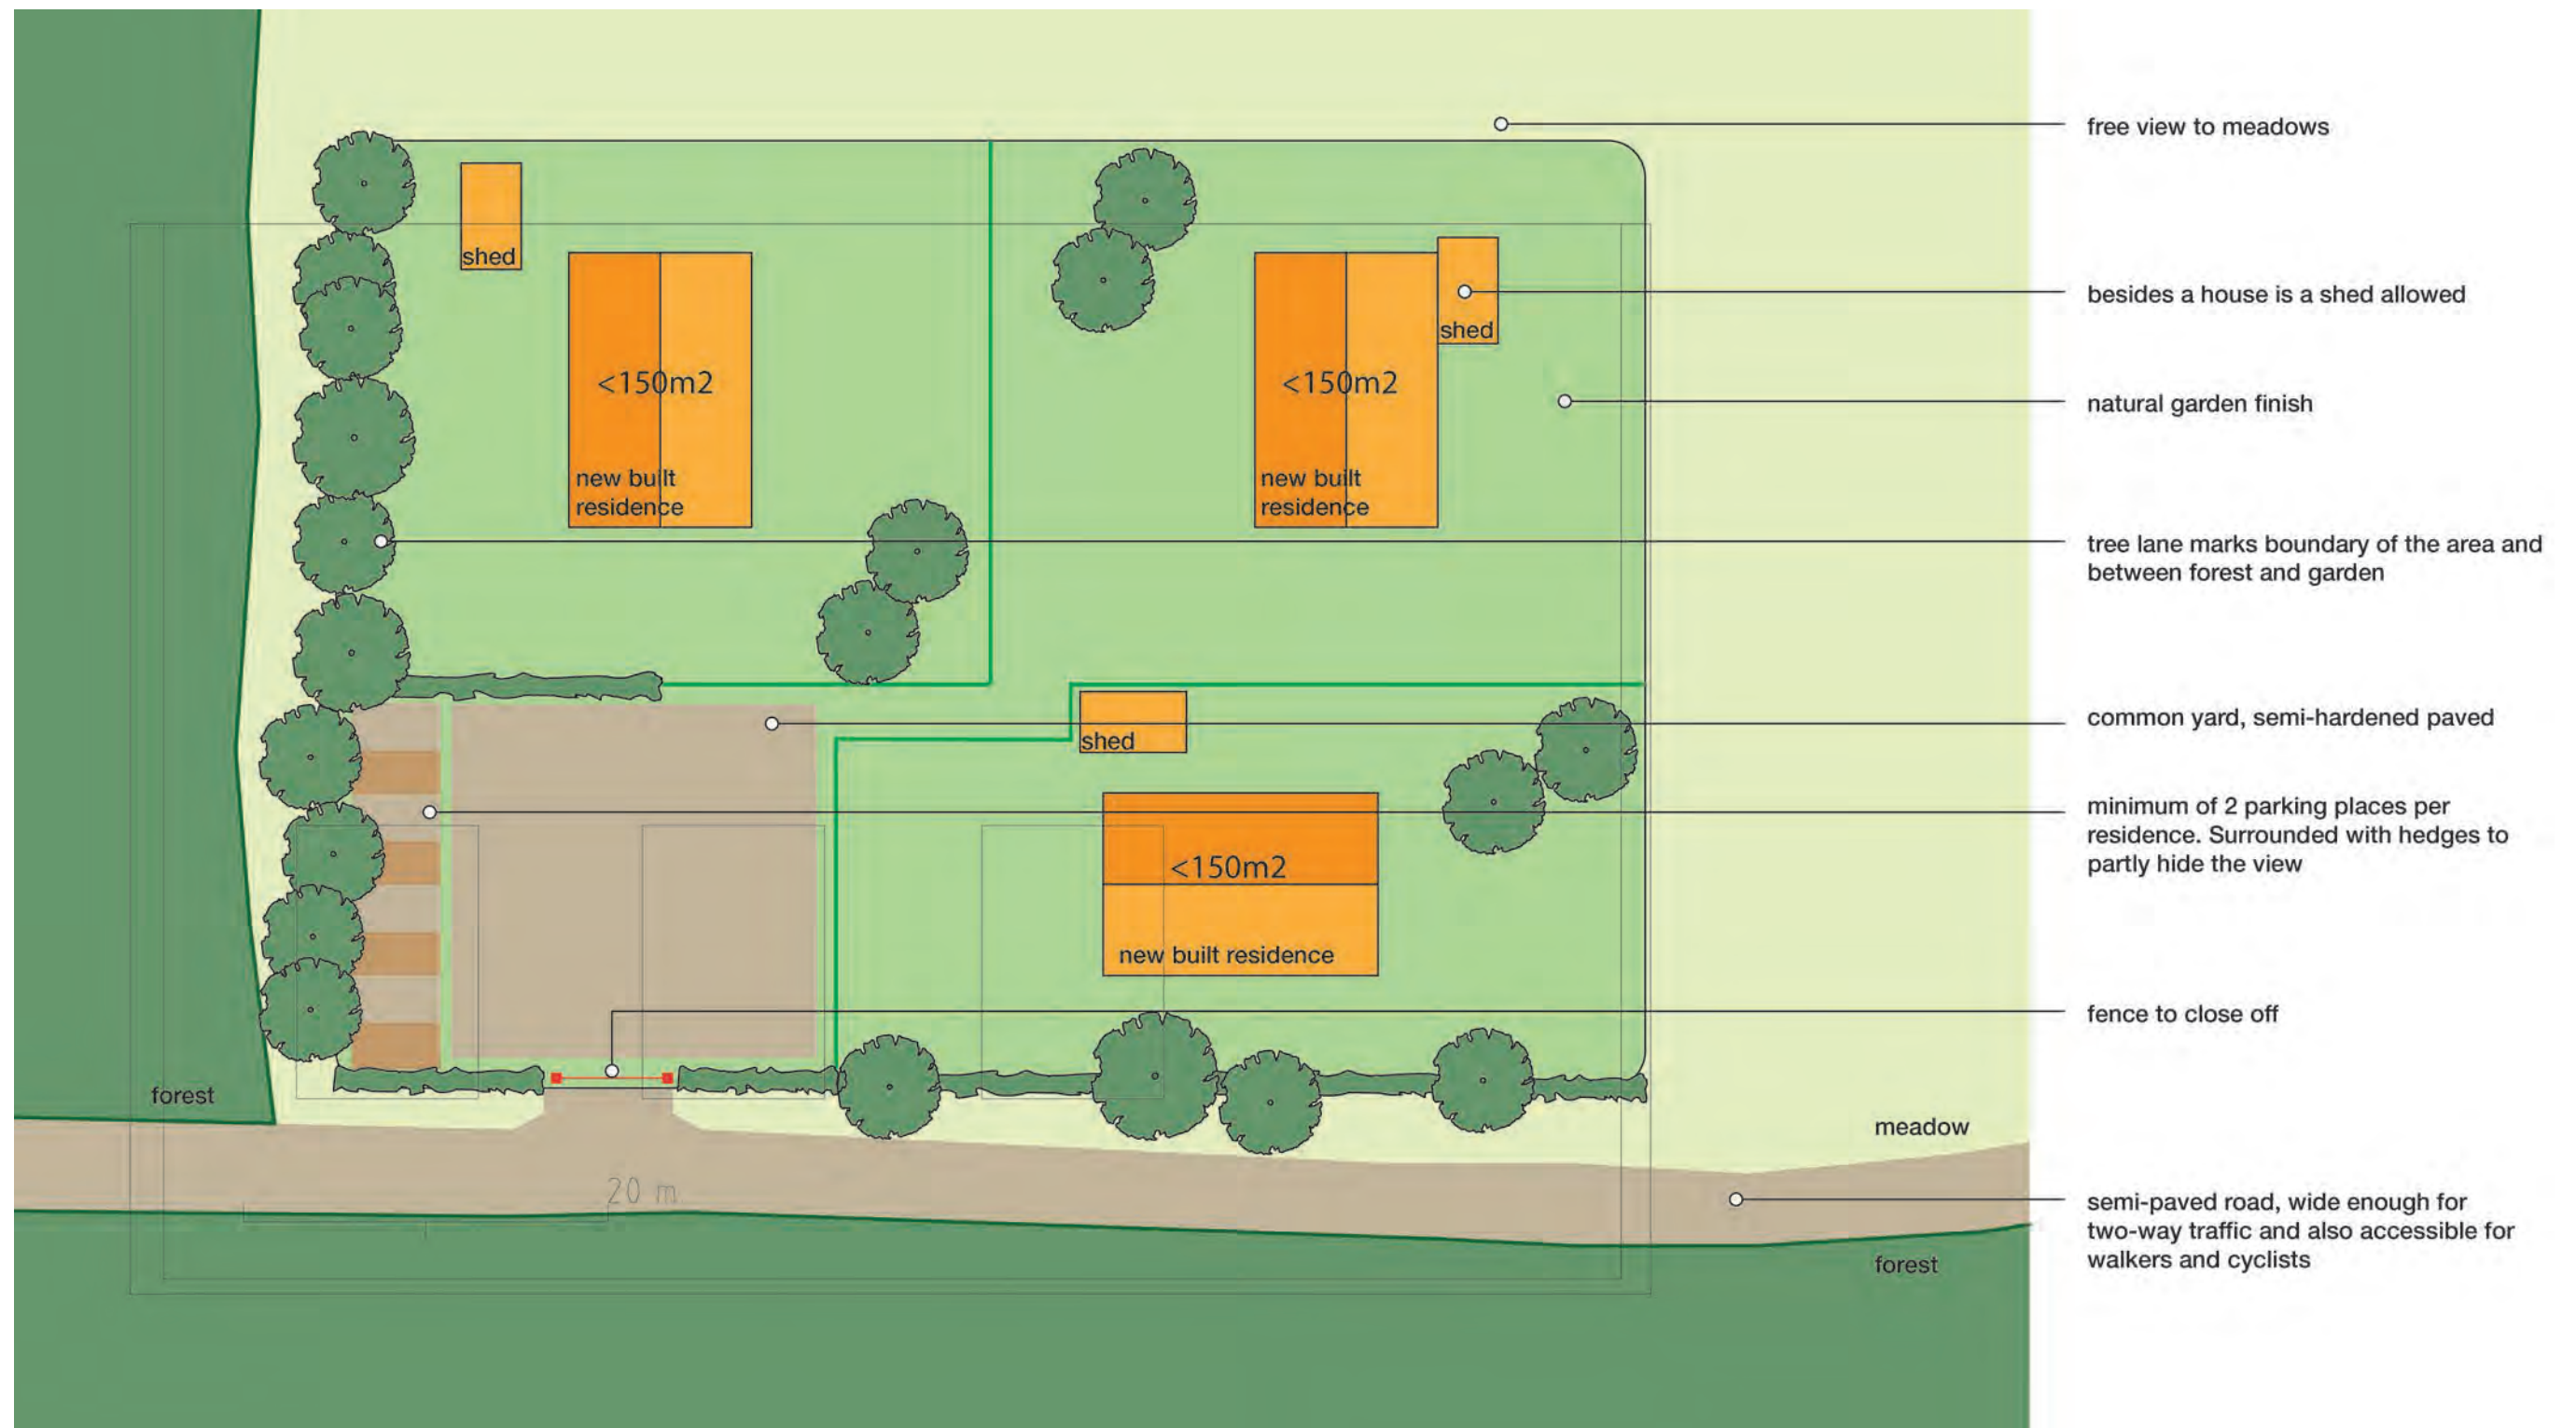 free view to meadows
shed
besides a house is a shed allowed
shed
<150m2
<150m2
natural garden finish
new built
residence
new built
residence
tree lane marks boundary of the area and
between forest and garden
common yard, semi-hardened paved
shed
minimum of 2 parking places per
residence. Surrounded with hedges to
partly hide the view
<150m2
new built residence
fence to close off
forest
meadow
20 m
semi-paved road, wide enough for
two-way traffic and also accessible for
walkers and cyclists
forest